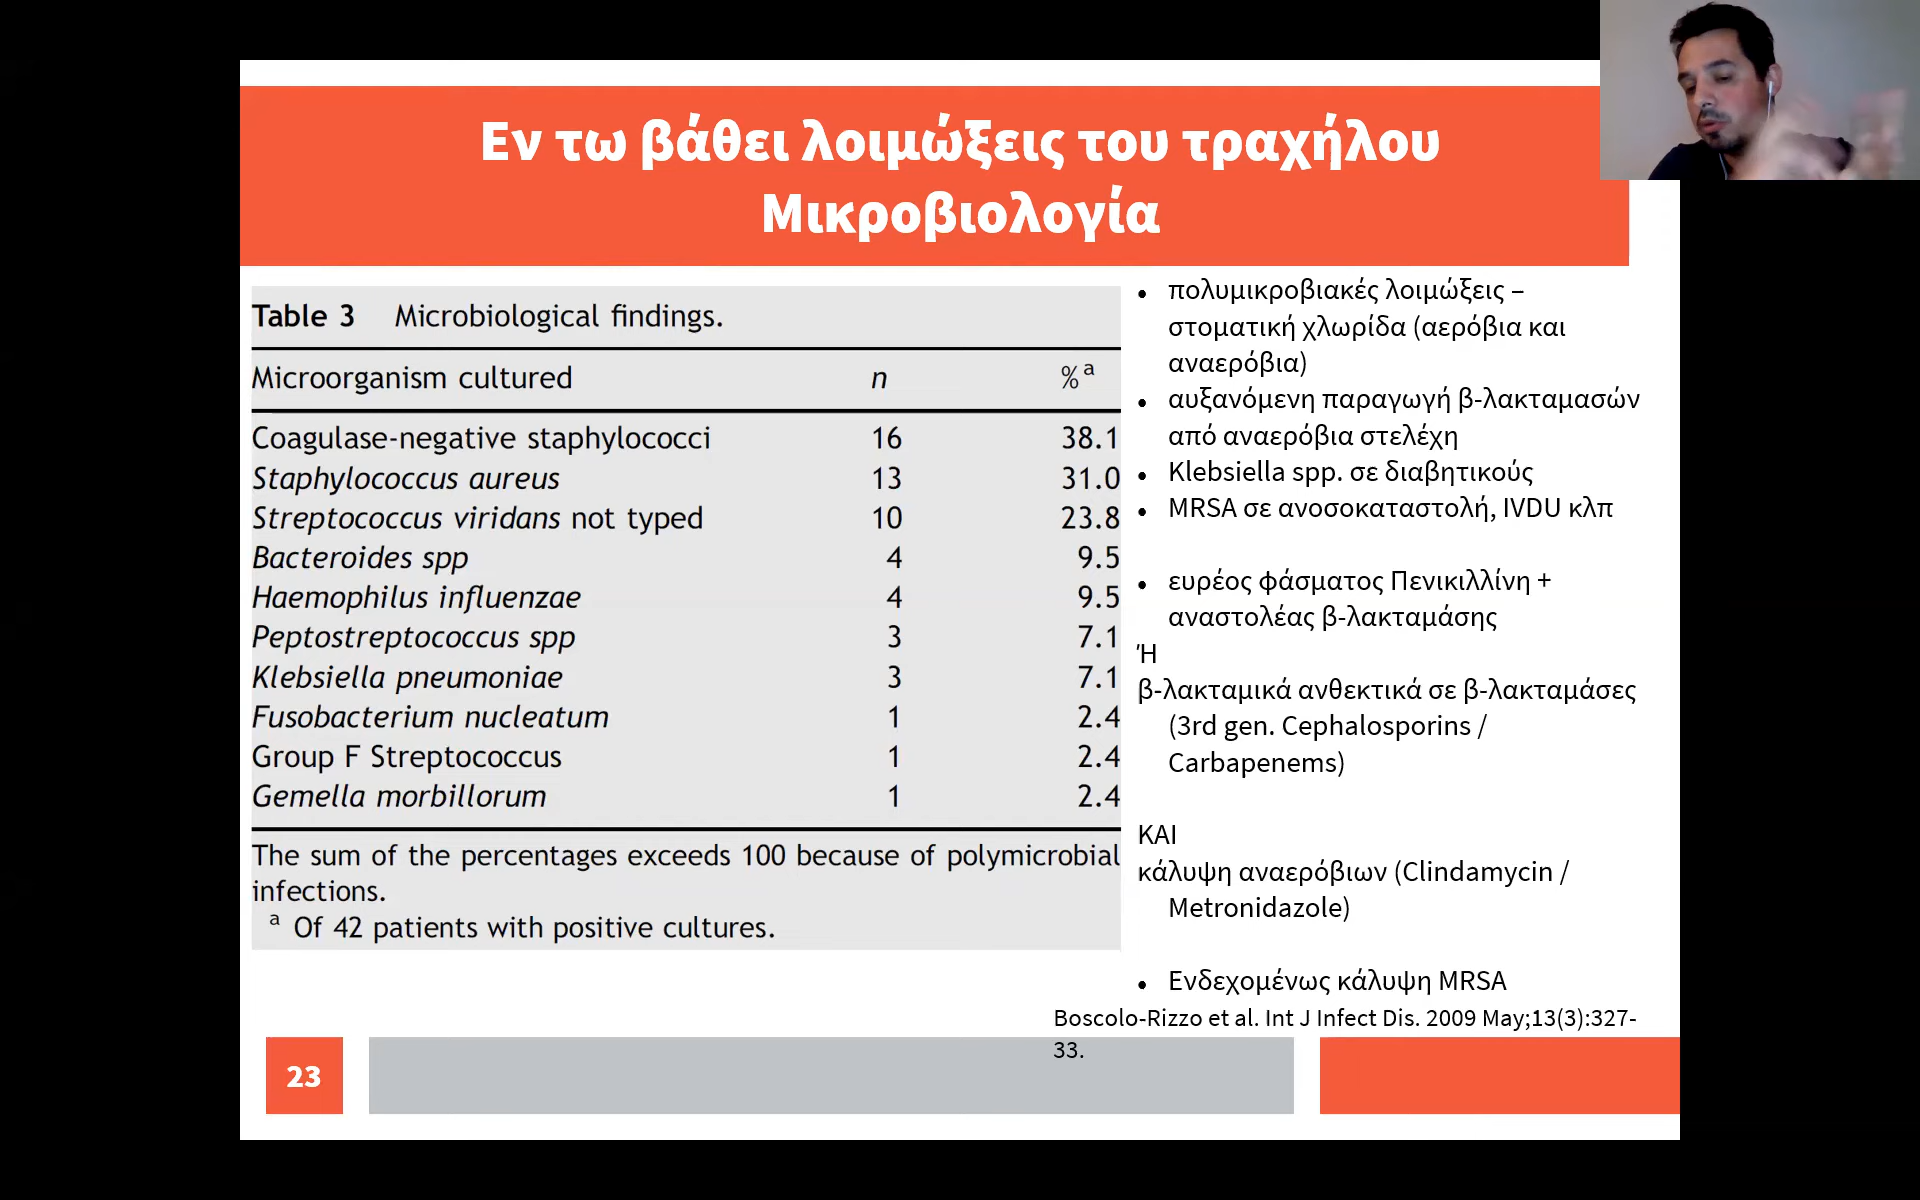 Εν τω βάθει λοιμώξεις του τραχήλου
Μικροβιολογία
Table 3 Microbiological findings.
Microorganism cultured n %a
Coagulase-negative staphylococci 16 38.1
Staphylococcus aureus 13 31.0
Streptococcus viridans not typed 10 23.8
Bacteroides spp 4 9.5
Haemophilus influenzae 4 9.5
Peptostreptococcus spp 3 7.1
Klebsiella pneumoniae 3 7.1
Fusobacterium nucleatum 1 2.4
Group F Streptococcus 1 2.4
Gemella morbillorum 1 2.4
The sum of the percentages exceeds 100 because of polymicrobial
infections.
a Of 42 patients with positive cultures.
• πολυμικροβιακές λοιμώξεις –
στοματική χλωρίδα (αερόβια και
αναερόβια)
• αυξανόμενη παραγωγή β-λακταμασών
από αναερόβια στελέχη
• Klebsiella spp. σε διαβητικούς
• MRSA σε ανοσοκαταστολή, IVDU κλπ
• ευρέος φάσματος Πενικιλλίνη +
αναστολέας β-λακταμάσης
Ή
β-λακταμικά ανθεκτικά σε β-λακταμάσες
(3rd gen. Cephalosporins /
Carbapenems)
ΚΑΙ
κάλυψη αναερόβιων (Clindamycin /
Metronidazole)
• Ενδεχομένως κάλυψη MRSA
Boscolo-Rizzo et al. Int J Infect Dis. 2009 May;13(3):327-
33.
23